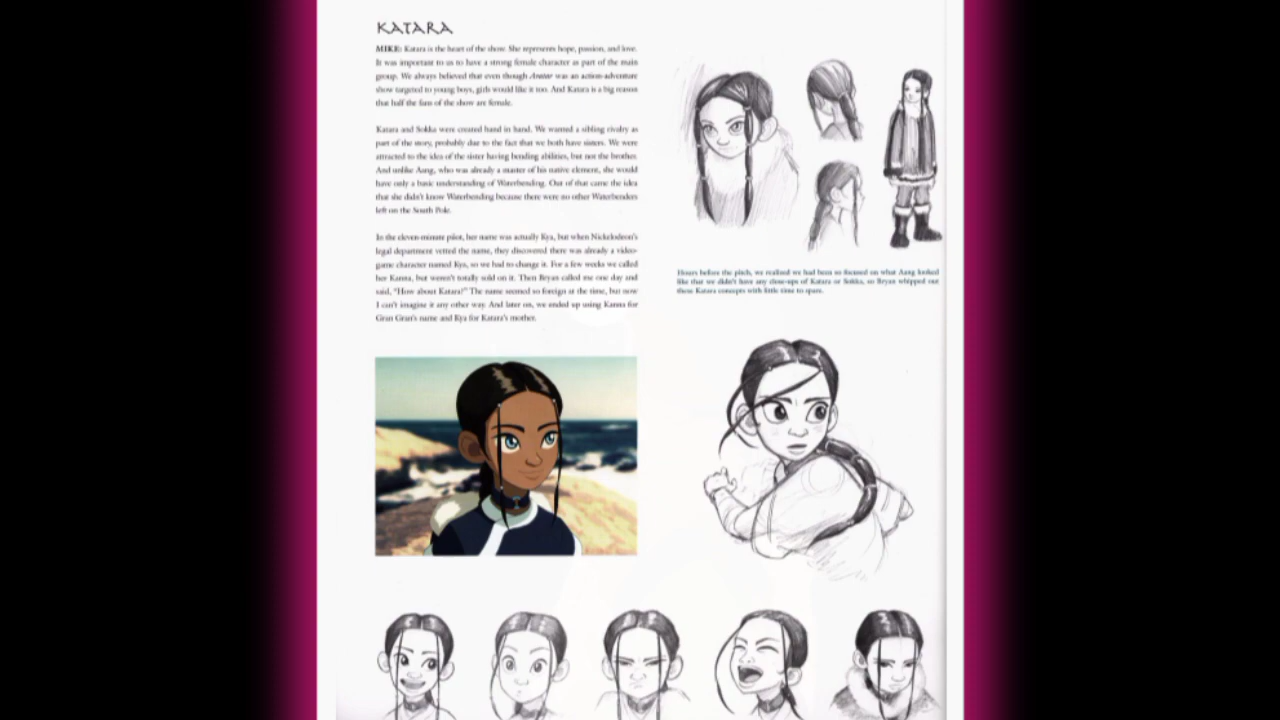 KATARA
MIKE: Katara is the heart of the show. She represents hope, passion, and love.
It was important to us to have a strong female character as part of the main
group. We always believed that even though Avatar was an action-adventure
show targeted to young boys, girls would like it too. And Katara is a big reason
that half the fans of the show are female.
Katara and Sokka were created hand in hand. We wanted a sibling rivalry as
part of the story, probably due to the fact that we both have sisters. We were
attracted to the idea of the sister having bending abilities, but not the brother.
And unlike Aang, who was already a master of his native element, she would
have only a basic understanding of Waterbending. Out of that came the idea
that she didn't know Waterbending because there were no other Waterbenders
left on the South Pole.
In the eleven-minute pilot, her name was actually Kya, but when Nickelodeon's
legal department vetted the name, they discovered there was already a video-
game character named Kya, so we had to change it. For a few weeks we called
her Kanna, but weren't totally sold on it. Then Bryan called me one day and
said, "How about Katara?" The name seemed so foreign at the time, but now
I can't imagine it any other way. And later on, we ended up using Kanna for
Gran Gran's name and Kya for Katara's mother.
Hours before the pitch, we realized we had been so focused on what Aang looked
like that we didn't have any close-ups of Katara or Sokka, so Bryan whipped out
these Katara concepts with little time to spare.